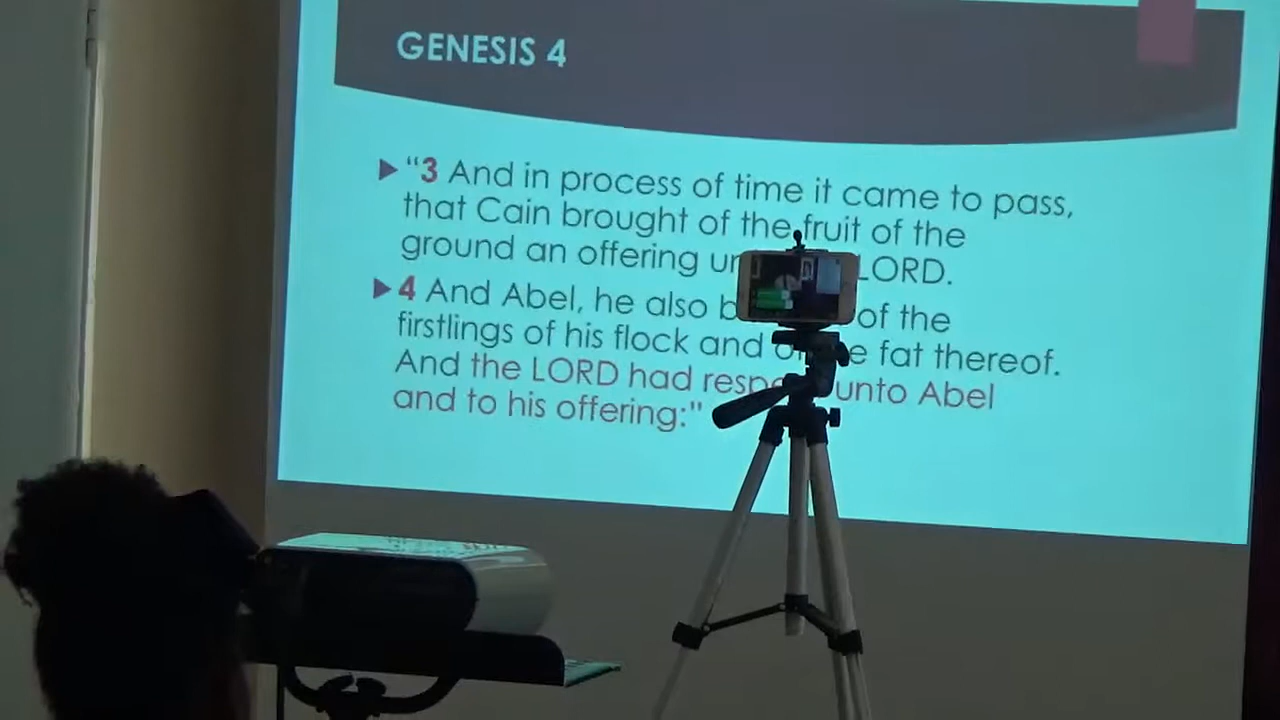 GENESIS 4
"3 And in process of time it came to pass,
that Cain brought of the fruit of the
ground an offering LORD.
4 And Abel, he also of the
firstlings of his flock and fat thereof.
And the LORD had unto Abel
and to his offering:"